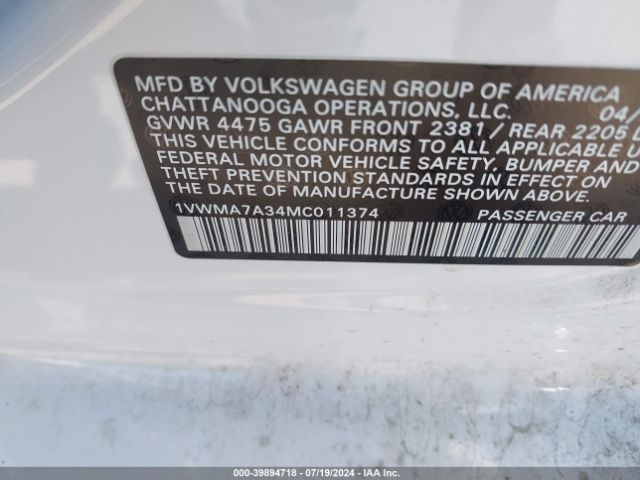 MFD BY VOLKSWAGEN GROUP OF AMERICA
CHATTANOOGA OPERATIONS, LLC. 04/
GVWR 4475 GAWR FRONT 2381 / REAR 2205
THIS VEHICLE CONFORMS TO ALL APPLICABLE U
FEDERAL MOTOR VEHICLE SAFETY, BUMPER AND
THEFT PREVENTION STANDARDS IN EFFECT ON
THE DATE OF MANUFACTURE SHOWN ABOVE.
1VWMA7A34MC011374 PASSENGER CAR
000-39894718 - 07/19/2024 - IAA Inc.